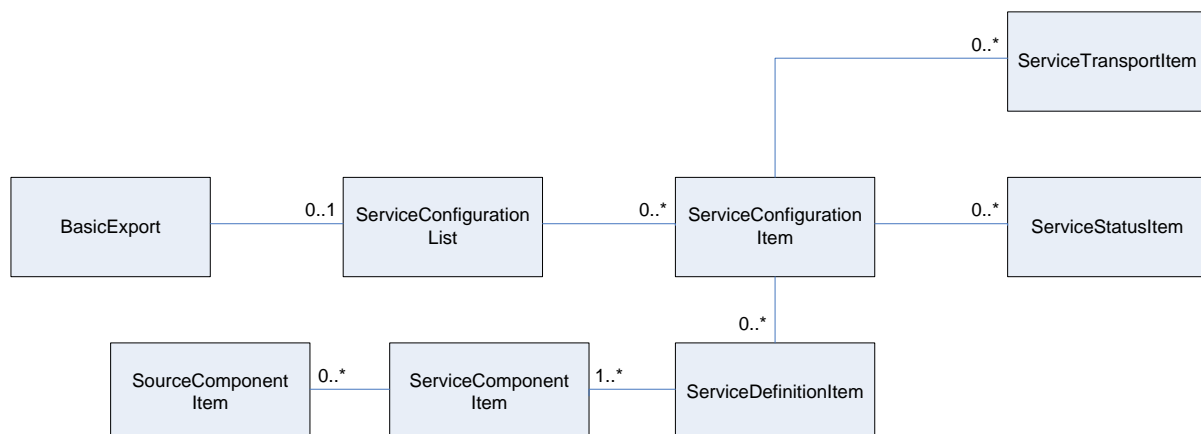 0..*
ServiceTransportItem
BasicExport
0..1
ServiceConfiguration
List
0..*
ServiceConfiguration
Item
0..*
ServiceStatusItem
0..*
SourceComponent
Item
0..*
ServiceComponent
Item
1..*
ServiceDefinitionItem